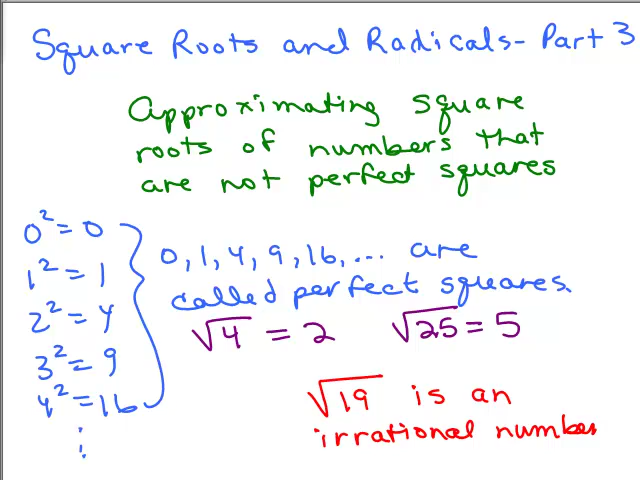 Square Roots and Radicals - Part 3
Approximating square
roots of numbers that
are not perfect squares
0² = 0
1² = 1
2² = 4
3² = 9
4² = 16
⋮
0, 1, 4, 9, 16, ... are
called perfect squares.
√4 = 2 √25 = 5
√19 is an
irrational number